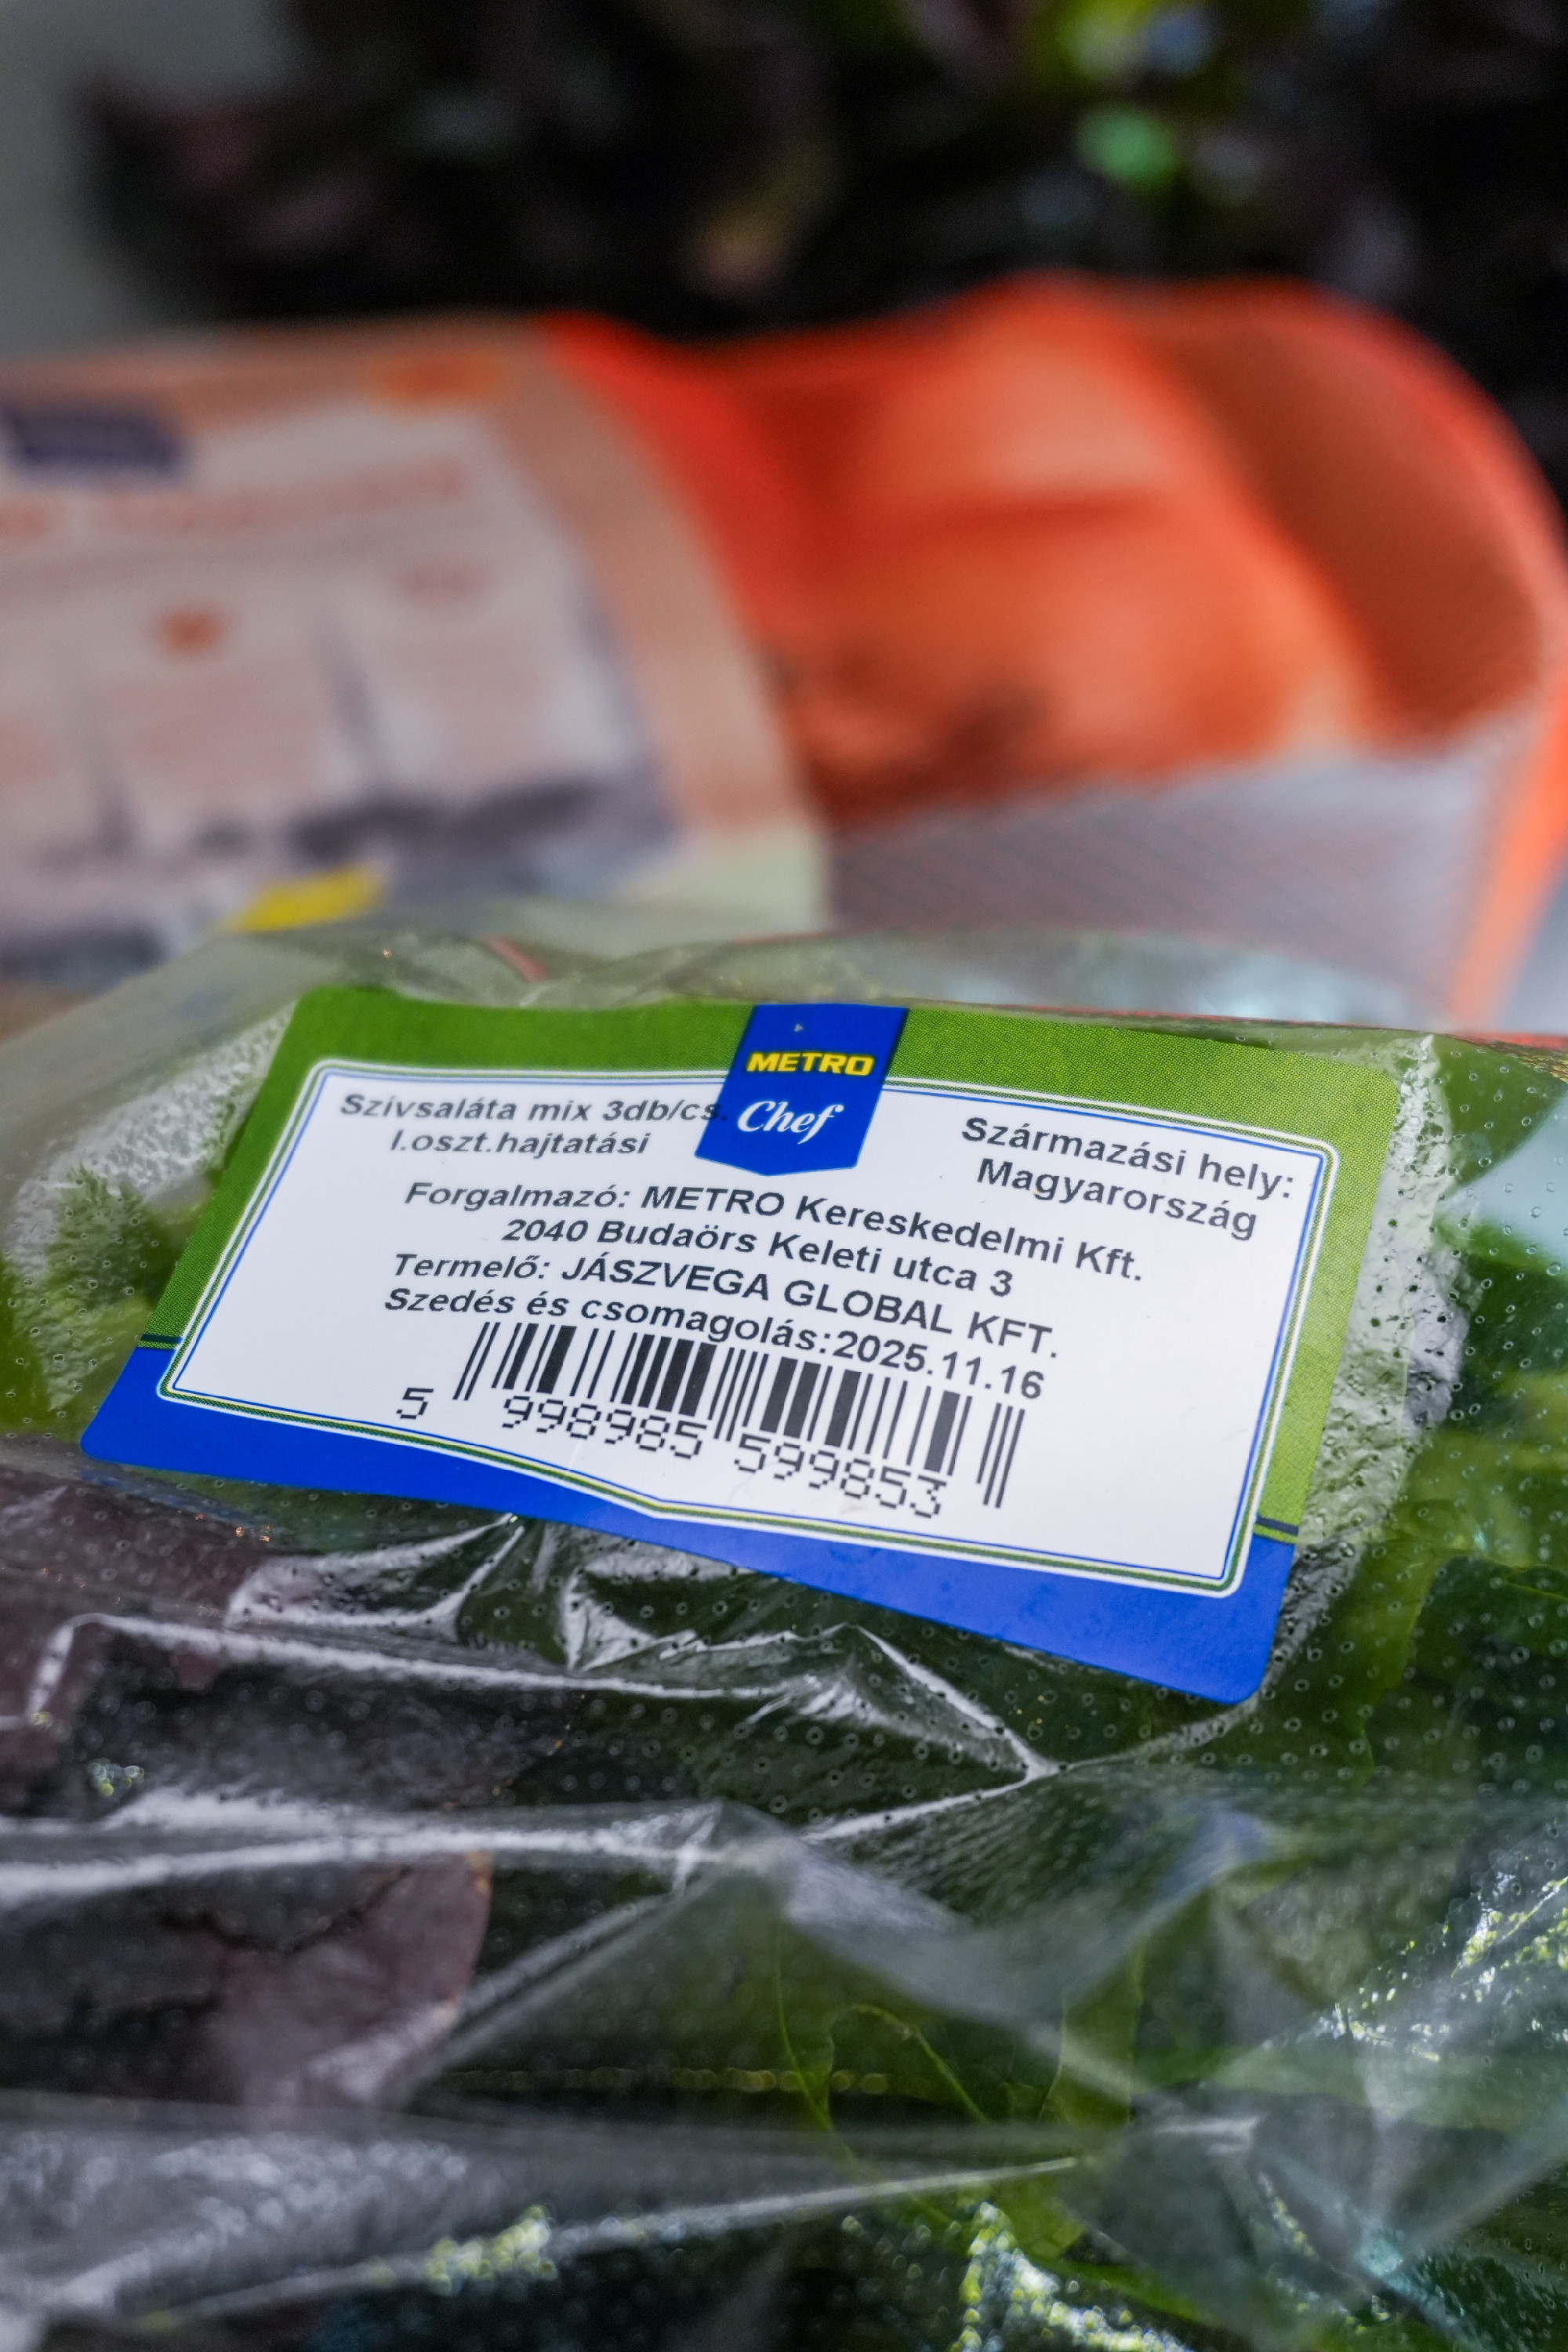 METRO
Chef
Szívsaláta mix 3db/cs.
I.oszt.hajtatási
Származási hely:
Magyarország
Forgalmazó: METRO Kereskedelmi Kft.
2040 Budaörs Keleti utca 3
Termelő: JÁSZVEGA GLOBAL KFT.
Szedés és csomagolás:2025.11.16
5 998985 599853